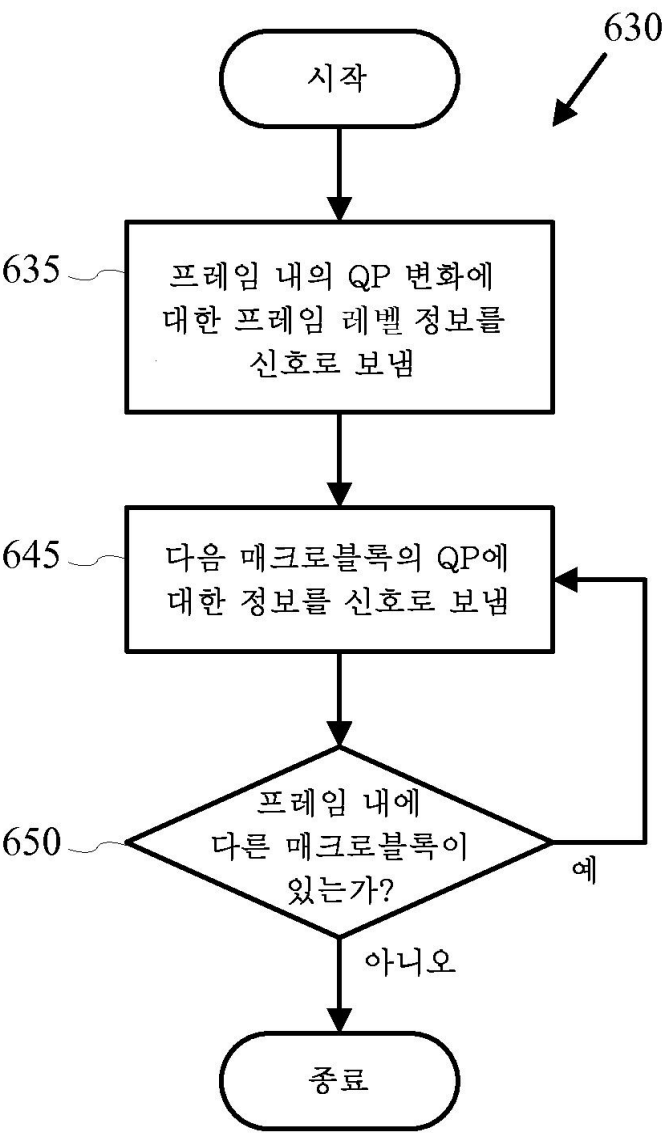 630
시작
635
프레임 내의 QP 변화에
대한 프레임 레벨 정보를
신호로 보냄
645
다음 매크로블록의 QP에
대한 정보를 신호로 보냄
650
프레임 내에
다른 매크로블록이
있는가?
예
아니오
종료